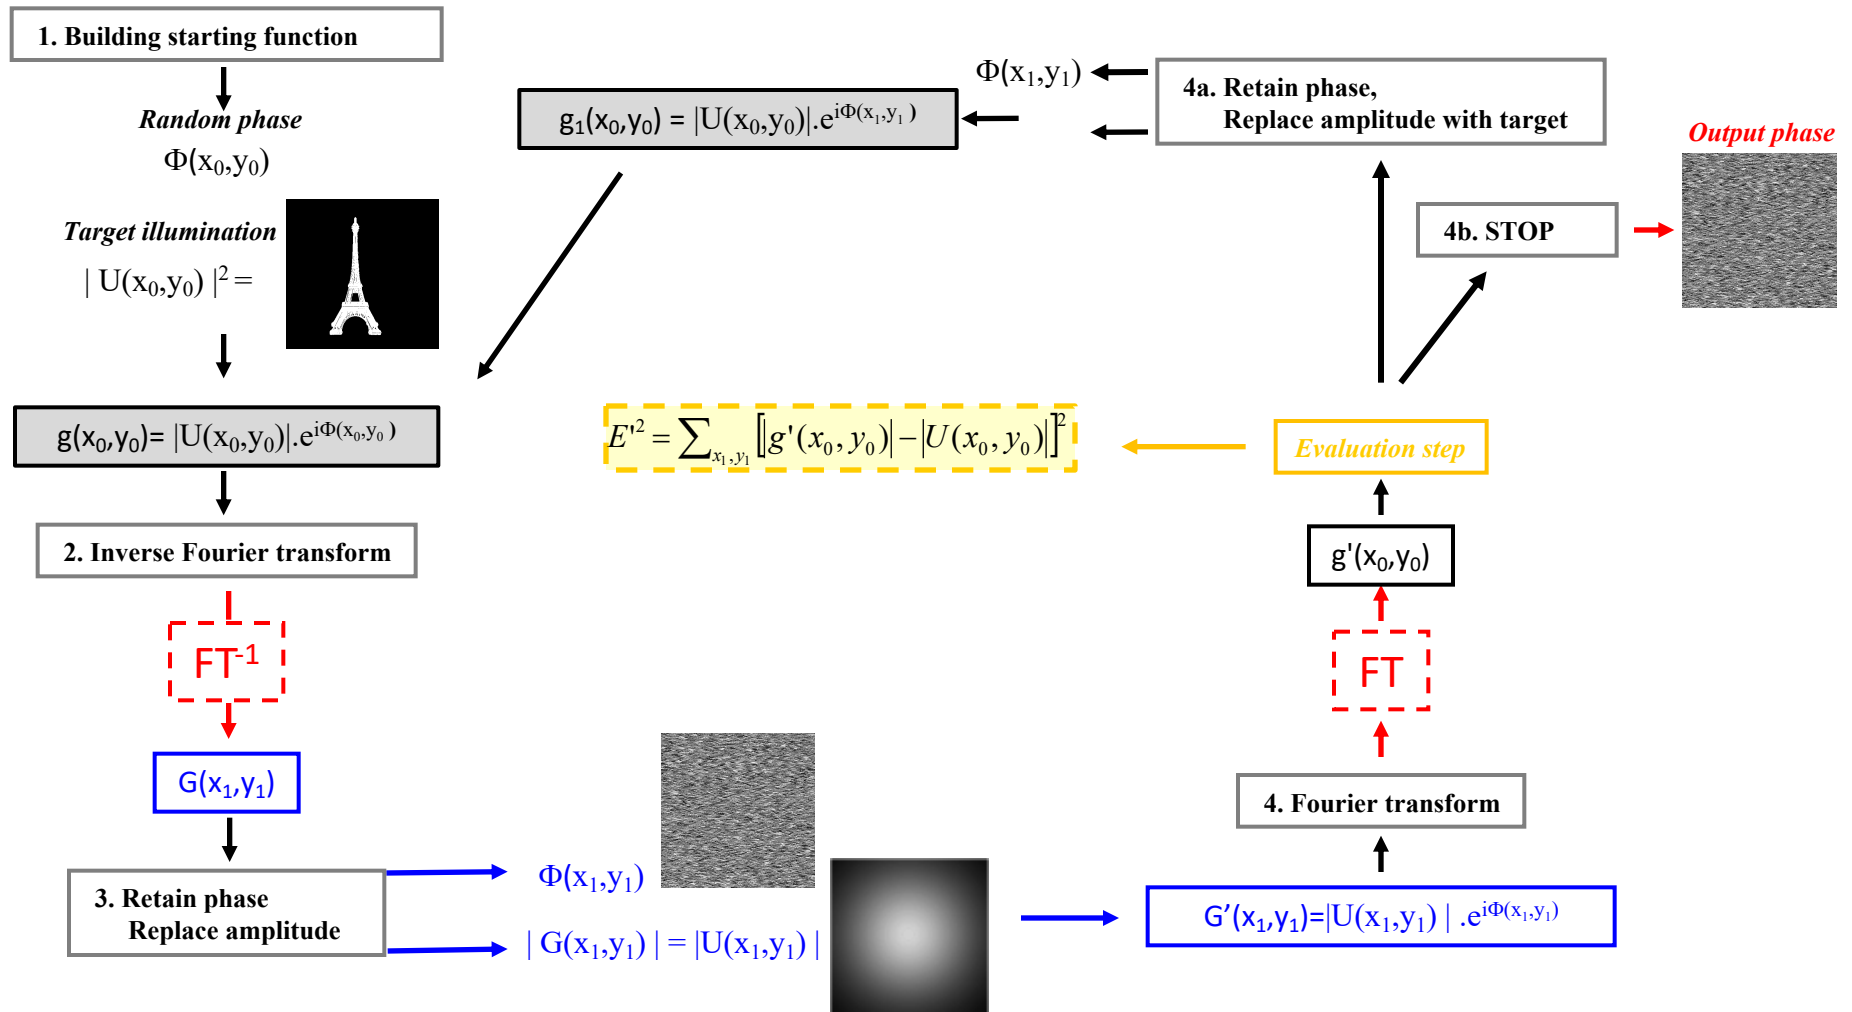 1. Building starting function
Random phase
Φ(x₀,y₀)
Target illumination
| U(x₀,y₀) |² =
g(x₀,y₀)= |U(x₀,y₀)|.e^{iΦ(x₀,y₀)}
2. Inverse Fourier transform
FT⁻¹
G(x₁,y₁)
3. Retain phase
Replace amplitude
Φ(x₁,y₁)
| G(x₁,y₁) | = |U(x₁,y₁) |
G’(x₁,y₁)=|U(x₁,y₁) | .e^{iΦ(x₁,y₁)}
4. Fourier transform
FT
g'(x₀,y₀)
Evaluation step
E'² = ∑_{x₁,y₁} [|g'(x₀, y₀)| − |U(x₀, y₀)|]²
4a. Retain phase,
Replace amplitude with target
Φ(x₁,y₁)
g₁(x₀,y₀) = |U(x₀,y₀)|.e^{iΦ(x₁,y₁)}
4b. STOP
Output phase